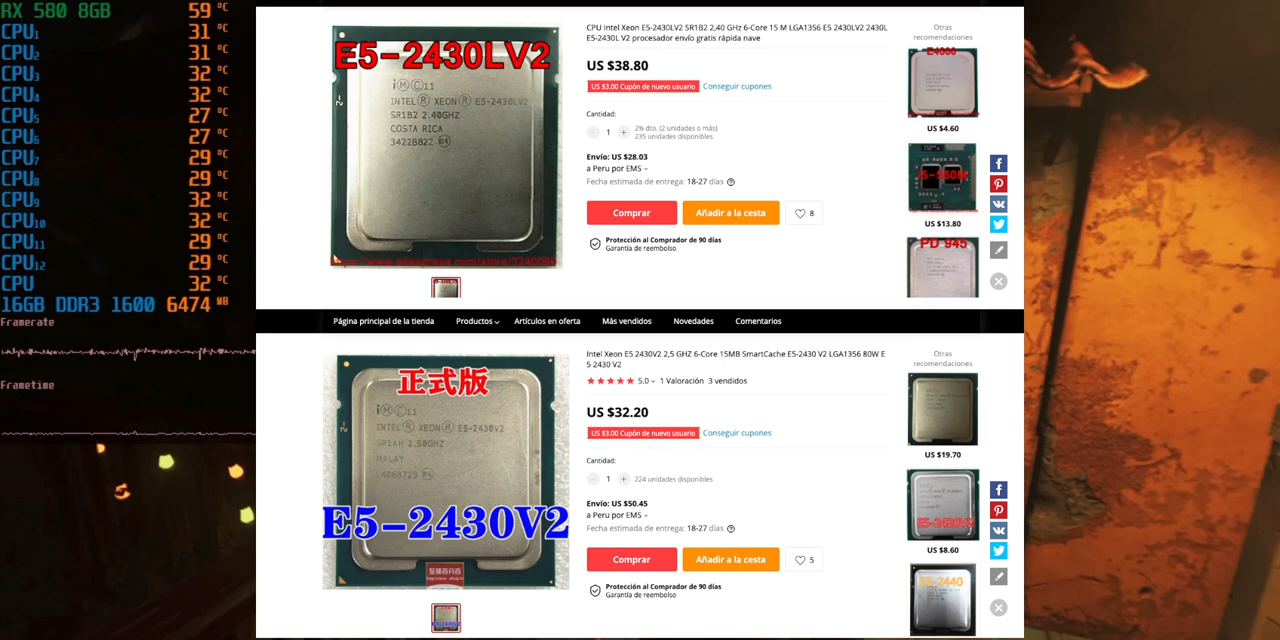 RX 580 8GB 59 °C
CPU1 31 °C
CPU2 31 °C
CPU3 32 °C
CPU4 32 °C
CPU5 27 °C
CPU6 27 °C
CPU7 29 °C
CPU8 29 °C
CPU9 32 °C
CPU10 32 °C
CPU11 29 °C
CPU12 29 °C
CPU 32 °C
16GB DDR3 1600 6474 MB
Framerate
Frametime
E5-2430LV2
i M C 11
INTEL® XEON® E5-2430LV2
SR1B2 2.40GHZ
COSTA RICA
3422B822 e4
-2
CPU Intel Xeon E5-2430LV2 SR1B2 2,40 GHz 6-Core 15 M LGA1356 E5 2430LV2 2430L
E5-2430L V2 procesador envío gratis rápida nave
US $38.80
US $3.00 Cupón de nuevo usuario Conseguir cupones
Cantidad:
1
2% dto. (2 unidades o más)
235 unidades disponibles
Envío: US $28.03
a Peru por EMS
Fecha estimada de entrega: 18-27 días
Comprar Añadir a la cesta 8
Protección al Comprador de 90 días
Garantía de reembolso
Otras
recomendaciones
US $4.60
i5-560M
US $13.80
PD 945
Página principal de la tienda Productos Artículos en oferta Más vendidos Novedades Comentarios
正式版
i M C 11
INTEL® XEON® E5-2430V2
SR1AH 2.50GHZ
MALAY
L406B729 e4
-2
E5-2430V2
Intel Xeon E5 2430V2 2,5 GHZ 6-Core 15MB SmartCache E5-2430 V2 LGA1356 80W E
5 2430 V2
5.0 1 Valoración 3 vendidos
US $32.20
US $3.00 Cupón de nuevo usuario Conseguir cupones
Cantidad:
1 224 unidades disponibles
Envío: US $50.45
a Peru por EMS
Fecha estimada de entrega: 18-27 días
Comprar Añadir a la cesta 5
Protección al Comprador de 90 días
Garantía de reembolso
Otras
recomendaciones
US $19.70
E5-2420V2
US $8.60
E5-2440